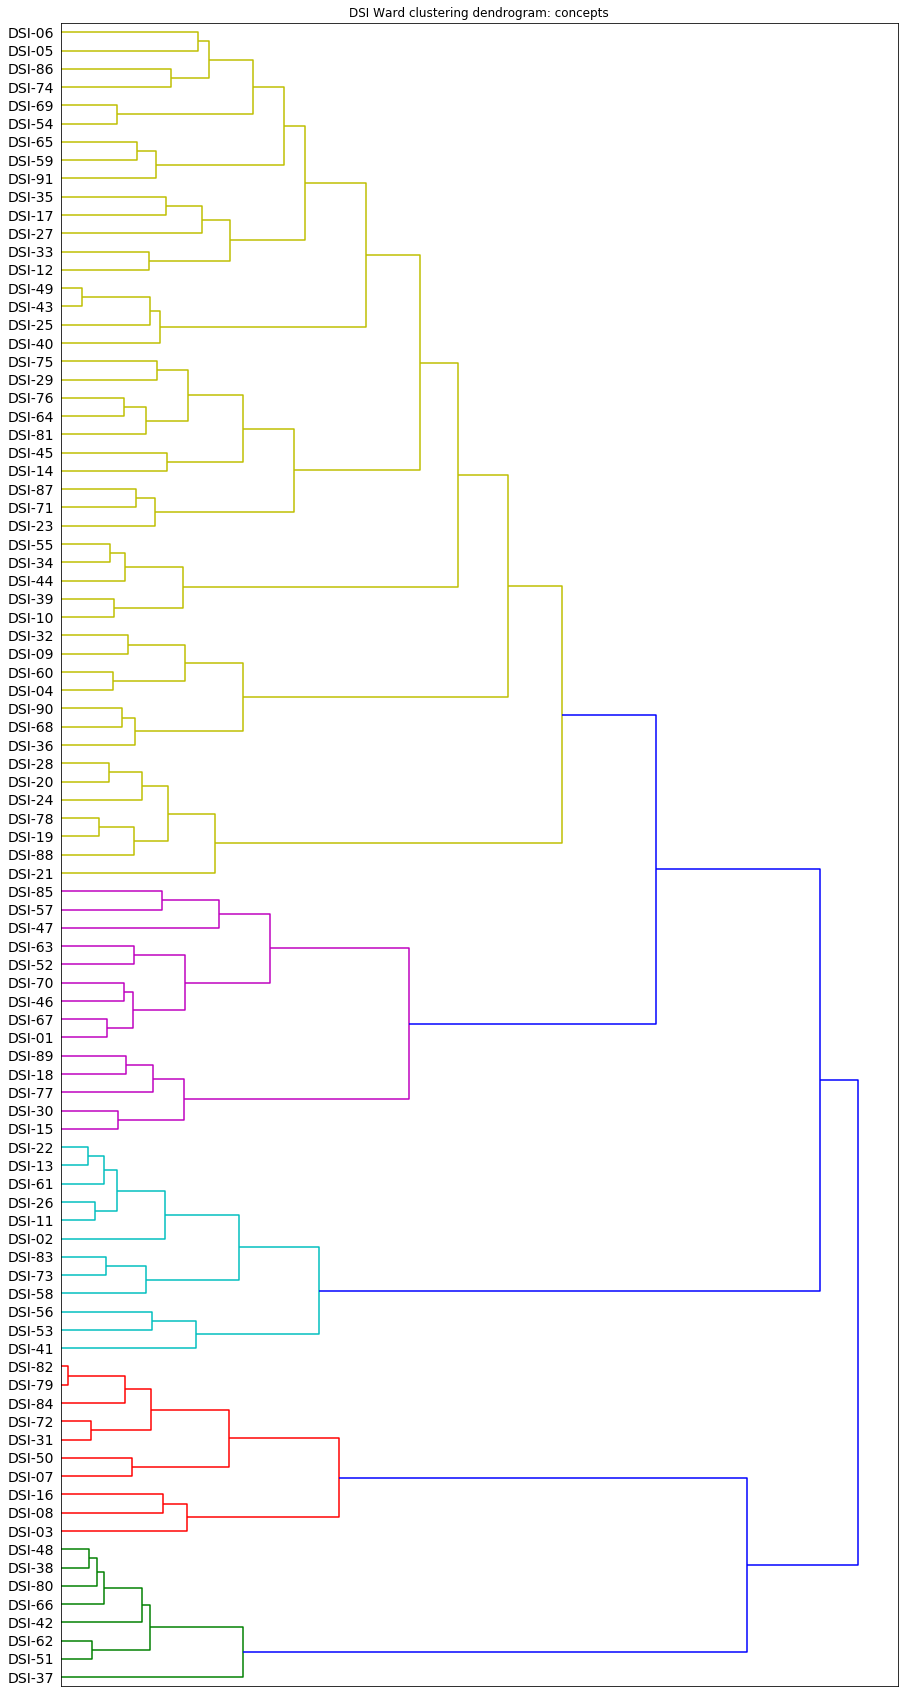 DSI Ward clustering dendrogram: concepts
DSI-06
DSI-05
DSI-86
DSI-74
DSI-69
DSI-54
DSI-65
DSI-59
DSI-91
DSI-35
DSI-17
DSI-27
DSI-33
DSI-12
DSI-49
DSI-43
DSI-25
DSI-40
DSI-75
DSI-29
DSI-76
DSI-64
DSI-81
DSI-45
DSI-14
DSI-87
DSI-71
DSI-23
DSI-55
DSI-34
DSI-44
DSI-39
DSI-10
DSI-32
DSI-09
DSI-60
DSI-04
DSI-90
DSI-68
DSI-36
DSI-28
DSI-20
DSI-24
DSI-78
DSI-19
DSI-88
DSI-21
DSI-85
DSI-57
DSI-47
DSI-63
DSI-52
DSI-70
DSI-46
DSI-67
DSI-01
DSI-89
DSI-18
DSI-77
DSI-30
DSI-15
DSI-22
DSI-13
DSI-61
DSI-26
DSI-11
DSI-02
DSI-83
DSI-73
DSI-58
DSI-56
DSI-53
DSI-41
DSI-82
DSI-79
DSI-84
DSI-72
DSI-31
DSI-50
DSI-07
DSI-16
DSI-08
DSI-03
DSI-48
DSI-38
DSI-80
DSI-66
DSI-42
DSI-62
DSI-51
DSI-37